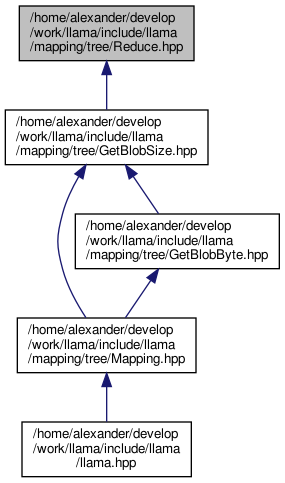 /home/alexander/develop
/work/llama/include/llama
/mapping/tree/Reduce.hpp
/home/alexander/develop
/work/llama/include/llama
/mapping/tree/GetBlobSize.hpp
/home/alexander/develop
/work/llama/include/llama
/mapping/tree/GetBlobByte.hpp
/home/alexander/develop
/work/llama/include/llama
/mapping/tree/Mapping.hpp
/home/alexander/develop
/work/llama/include/llama
/llama.hpp